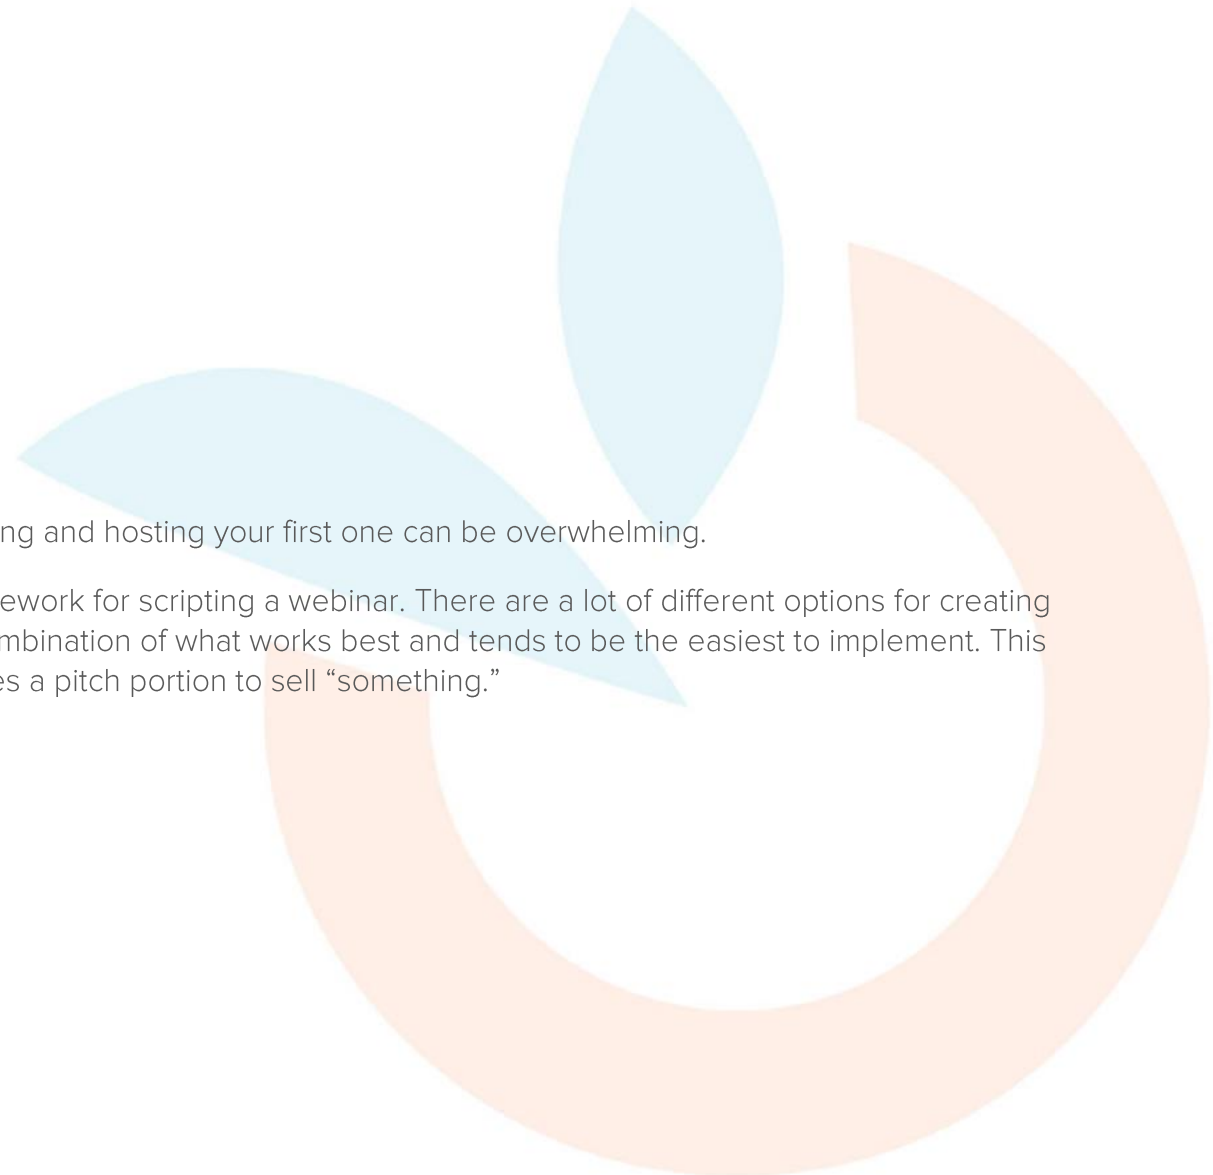 ng and hosting your first one can be overwhelming.
ework for scripting a webinar. There are a lot of different options for creating
mbination of what works best and tends to be the easiest to implement. This
es a pitch portion to sell “something.”